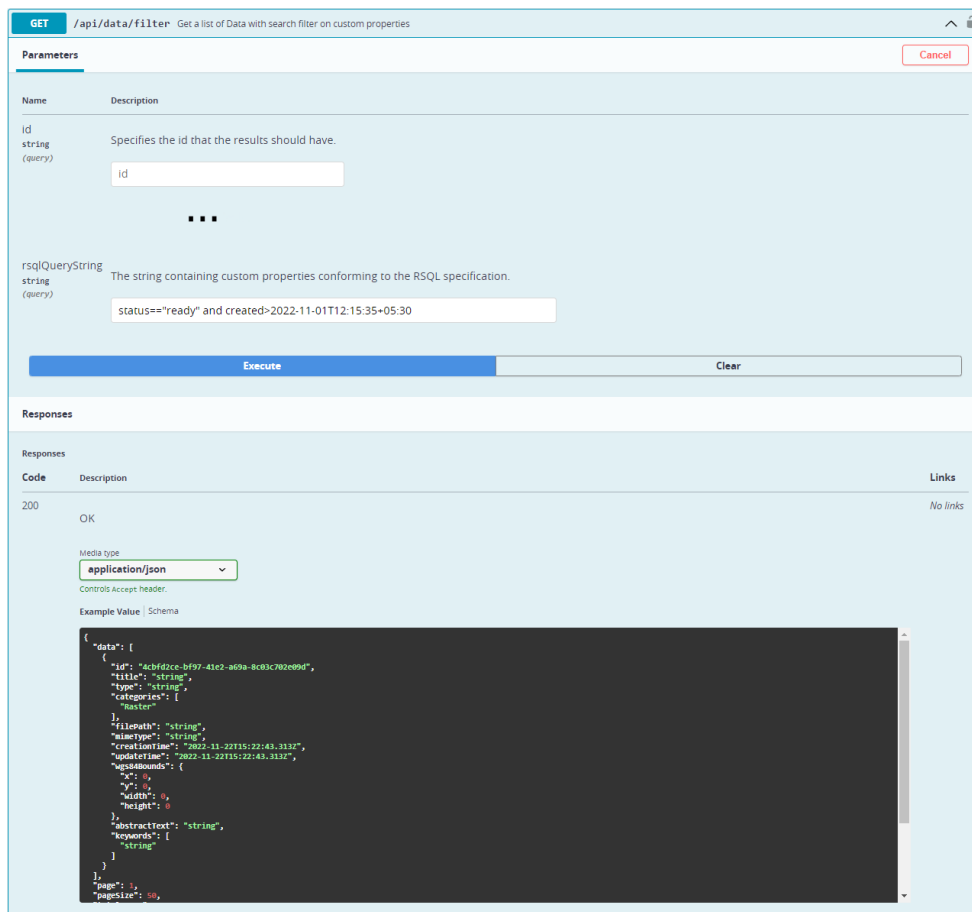 GET /api/data/filter Get a list of Data with search filter on custom properties
Parameters
Cancel
Name Description
id
string
(query)
Specifies the id that the results should have.
id
...
rsqlQueryString
string
(query)
The string containing custom properties conforming to the RSQL specification.
status=="ready" and created>2022-11-01T12:15:35+05:30
Execute Clear
Responses
Responses
Code Description Links
200 No links
OK
Media type
application/json
Controls Accept header.
Example Value Schema
{
"data": [
{
"id": "4cbfd2ce-bf97-41e2-a69a-8c03c702e09d",
"title": "string",
"type": "string",
"categories": [
"Raster"
],
"filePath": "string",
"mimeType": "string",
"creationTime": "2022-11-22T15:22:43.313Z",
"updateTime": "2022-11-22T15:22:43.313Z",
"wgs84Bounds": {
"x": 0,
"y": 0,
"width": 0,
"height": 0
},
"abstractText": "string",
"keywords": [
"string"
]
}
],
"page": 1,
"pageSize": 50,